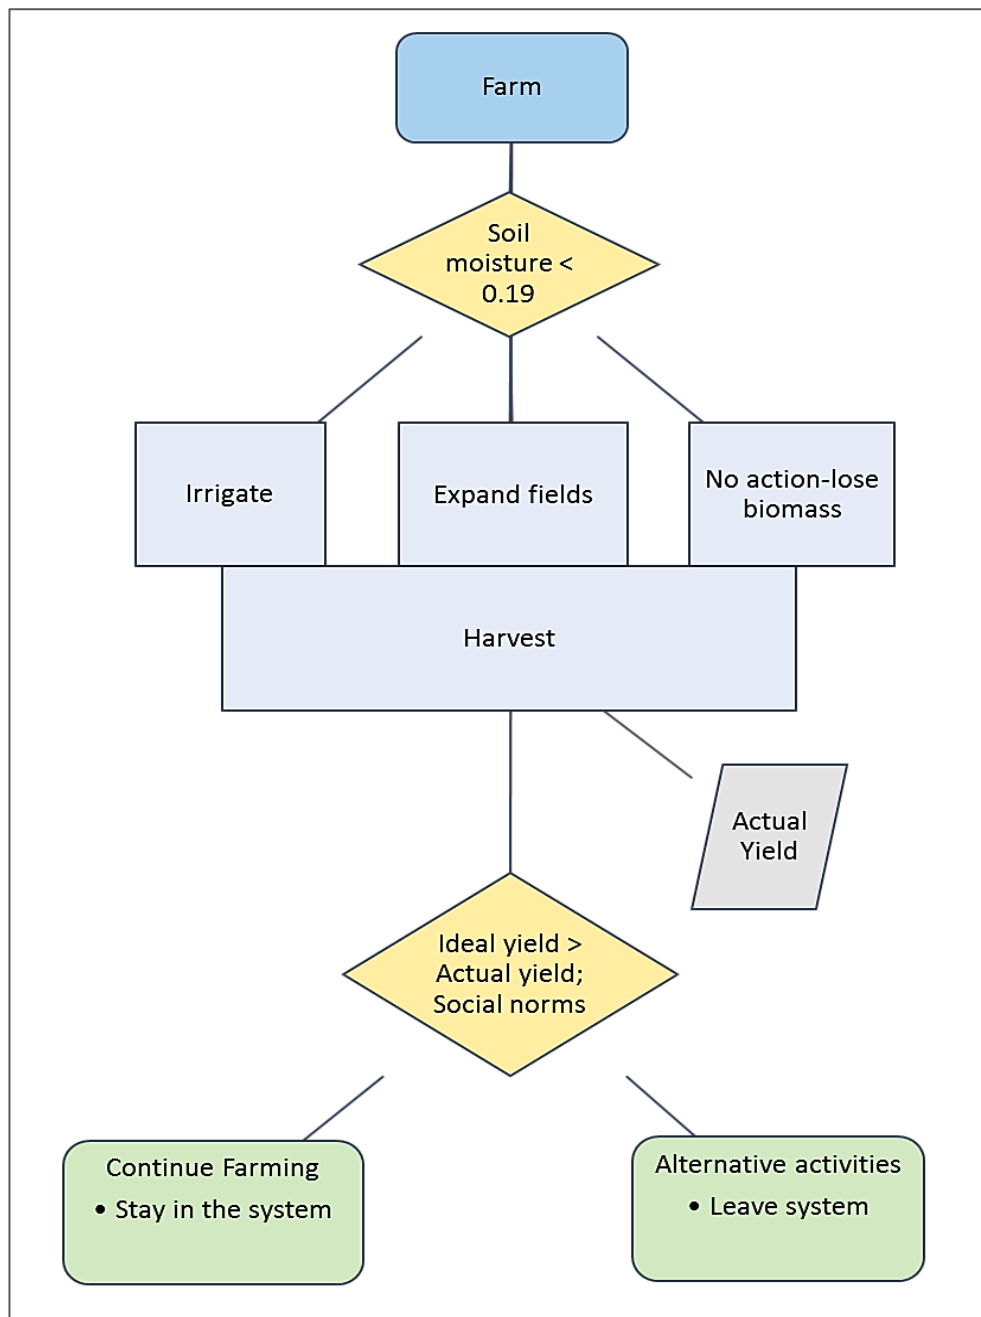 Farm
Soil
moisture <
0.19
Irrigate
Expand fields
No action-lose
biomass
Harvest
Actual
Yield
Ideal yield >
Actual yield;
Social norms
Continue Farming
• Stay in the system
Alternative activities
• Leave system